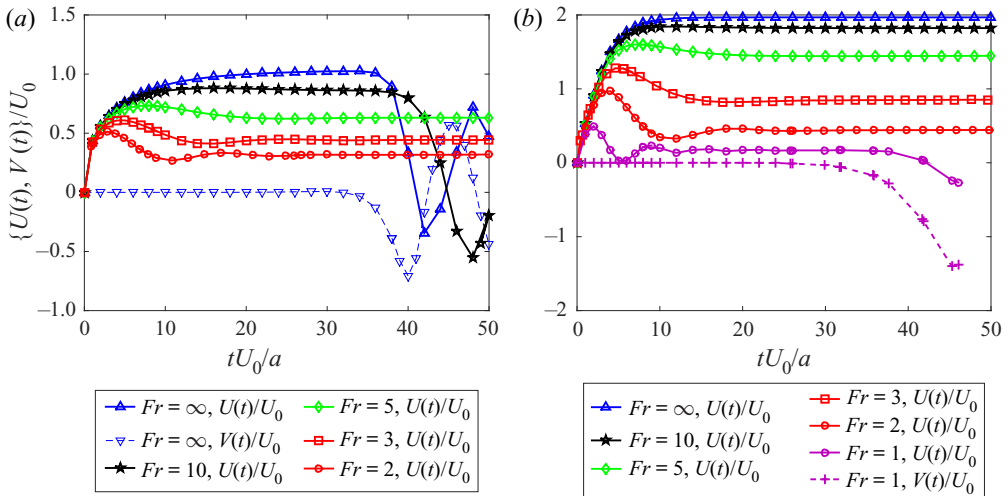 (a)
(b)
{U(t), V(t)}/U0
1.0
0.5
0
−0.5
−1.0
0 10 20 30 40 50
tU0/a
2
1
0
−1
−2
0 10 20 30 40 50
tU0/a
Fr = ∞, U(t)/U0
Fr = ∞, V(t)/U0
Fr = 10, U(t)/U0
Fr = 5, U(t)/U0
Fr = 3, U(t)/U0
Fr = 2, U(t)/U0
Fr = ∞, U(t)/U0
Fr = 10, U(t)/U0
Fr = 5, U(t)/U0
Fr = 3, U(t)/U0
Fr = 2, U(t)/U0
Fr = 1, U(t)/U0
Fr = 1, V(t)/U0